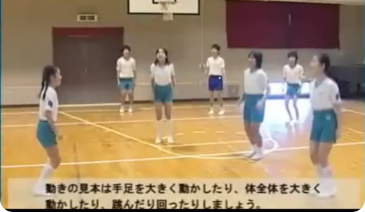 動きの見本は手足を大きく動かしたり、体全体を大きく
動かしたり、跳んだり回ったりしましょう。